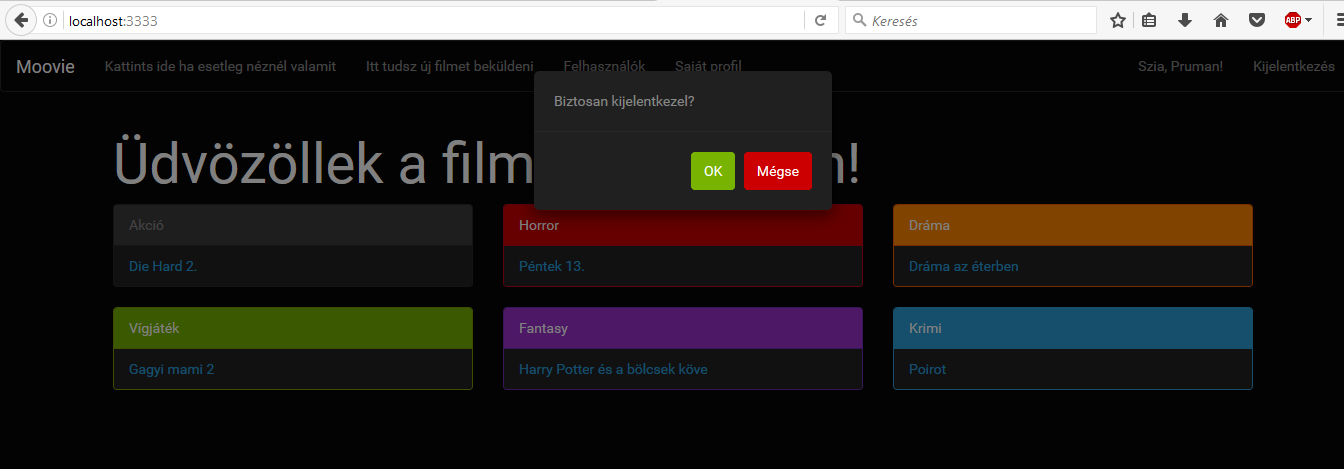 localhost:3333
Keresés
ABP
Moovie Kattints ide ha esetleg néznél valamit Itt tudsz új filmet beküldeni Felhasználók Saját profil Szia, Pruman! Kijelentkezés
Biztosan kijelentkezel?
OK Mégse
Üdvözöllek a film
Akció Horror Dráma
Die Hard 2. Péntek 13. Dráma az éterben
Vígjáték Fantasy Krimi
Gagyi mami 2 Harry Potter és a bölcsek köve Poirot